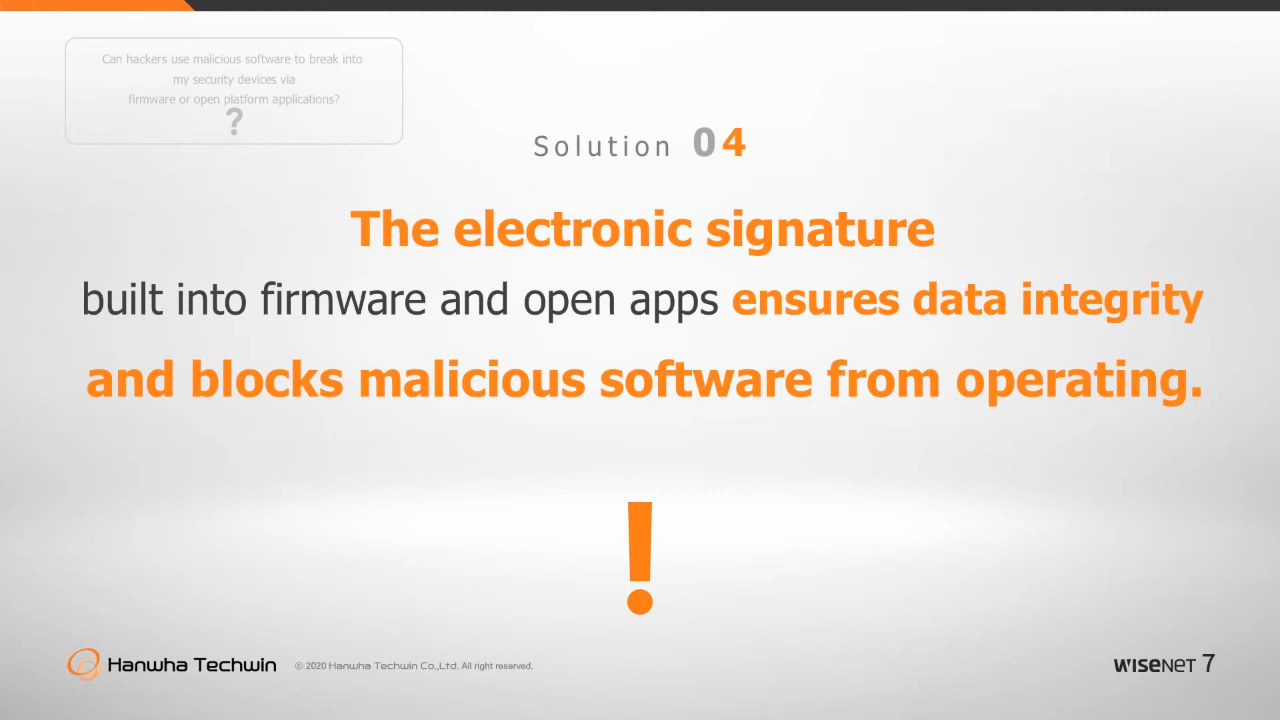 Can hackers use malicious software to break into
my security devices via
firmware or open platform applications?
?
Solution 04
The electronic signature
built into firmware and open apps ensures data integrity
and blocks malicious software from operating.
!
Hanwha Techwin © 2020 Hanwha Techwin Co.,Ltd. All right reserved.
WISENET 7